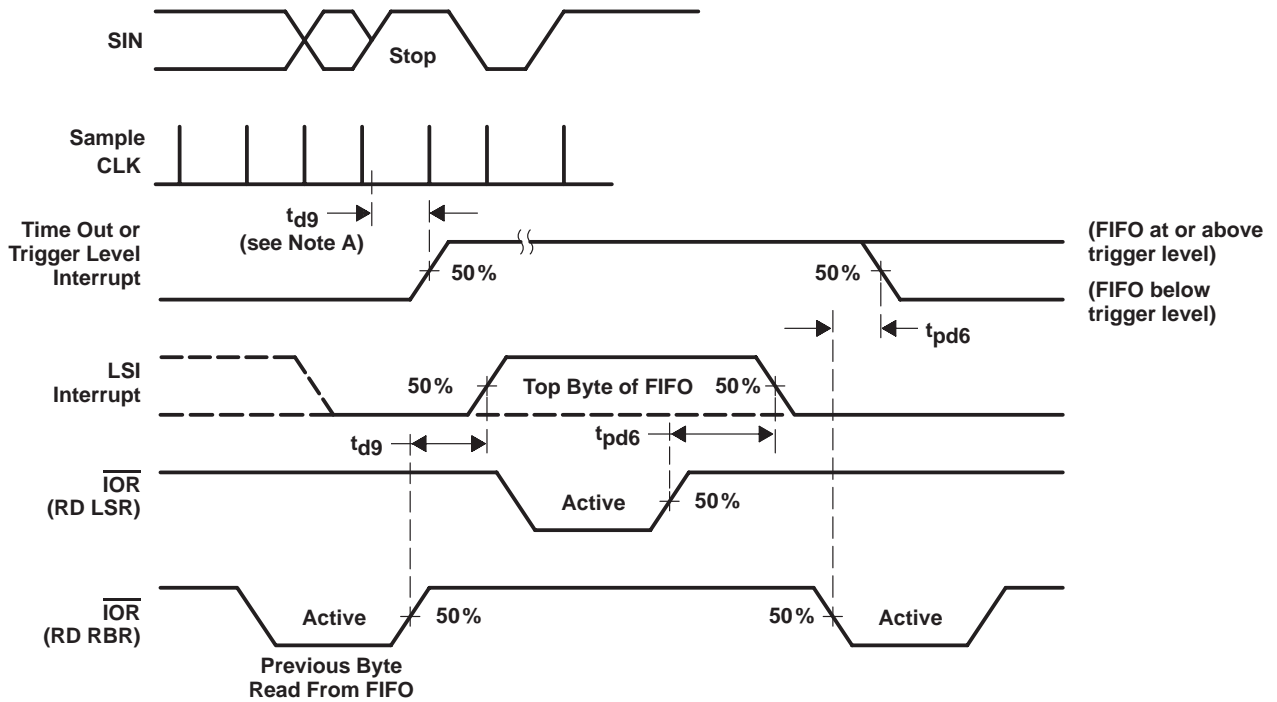 SIN
Stop
Sample
CLK
td9
(see Note A)
Time Out or
Trigger Level
Interrupt
50%
50%
(FIFO at or above
trigger level)
(FIFO below
trigger level)
tpd6
LSI
Interrupt
50%
Top Byte of FIFO
50%
td9
tpd6
IOR
(RD LSR)
Active
50%
IOR
(RD RBR)
Active
50%
50%
Active
Previous Byte
Read From FIFO